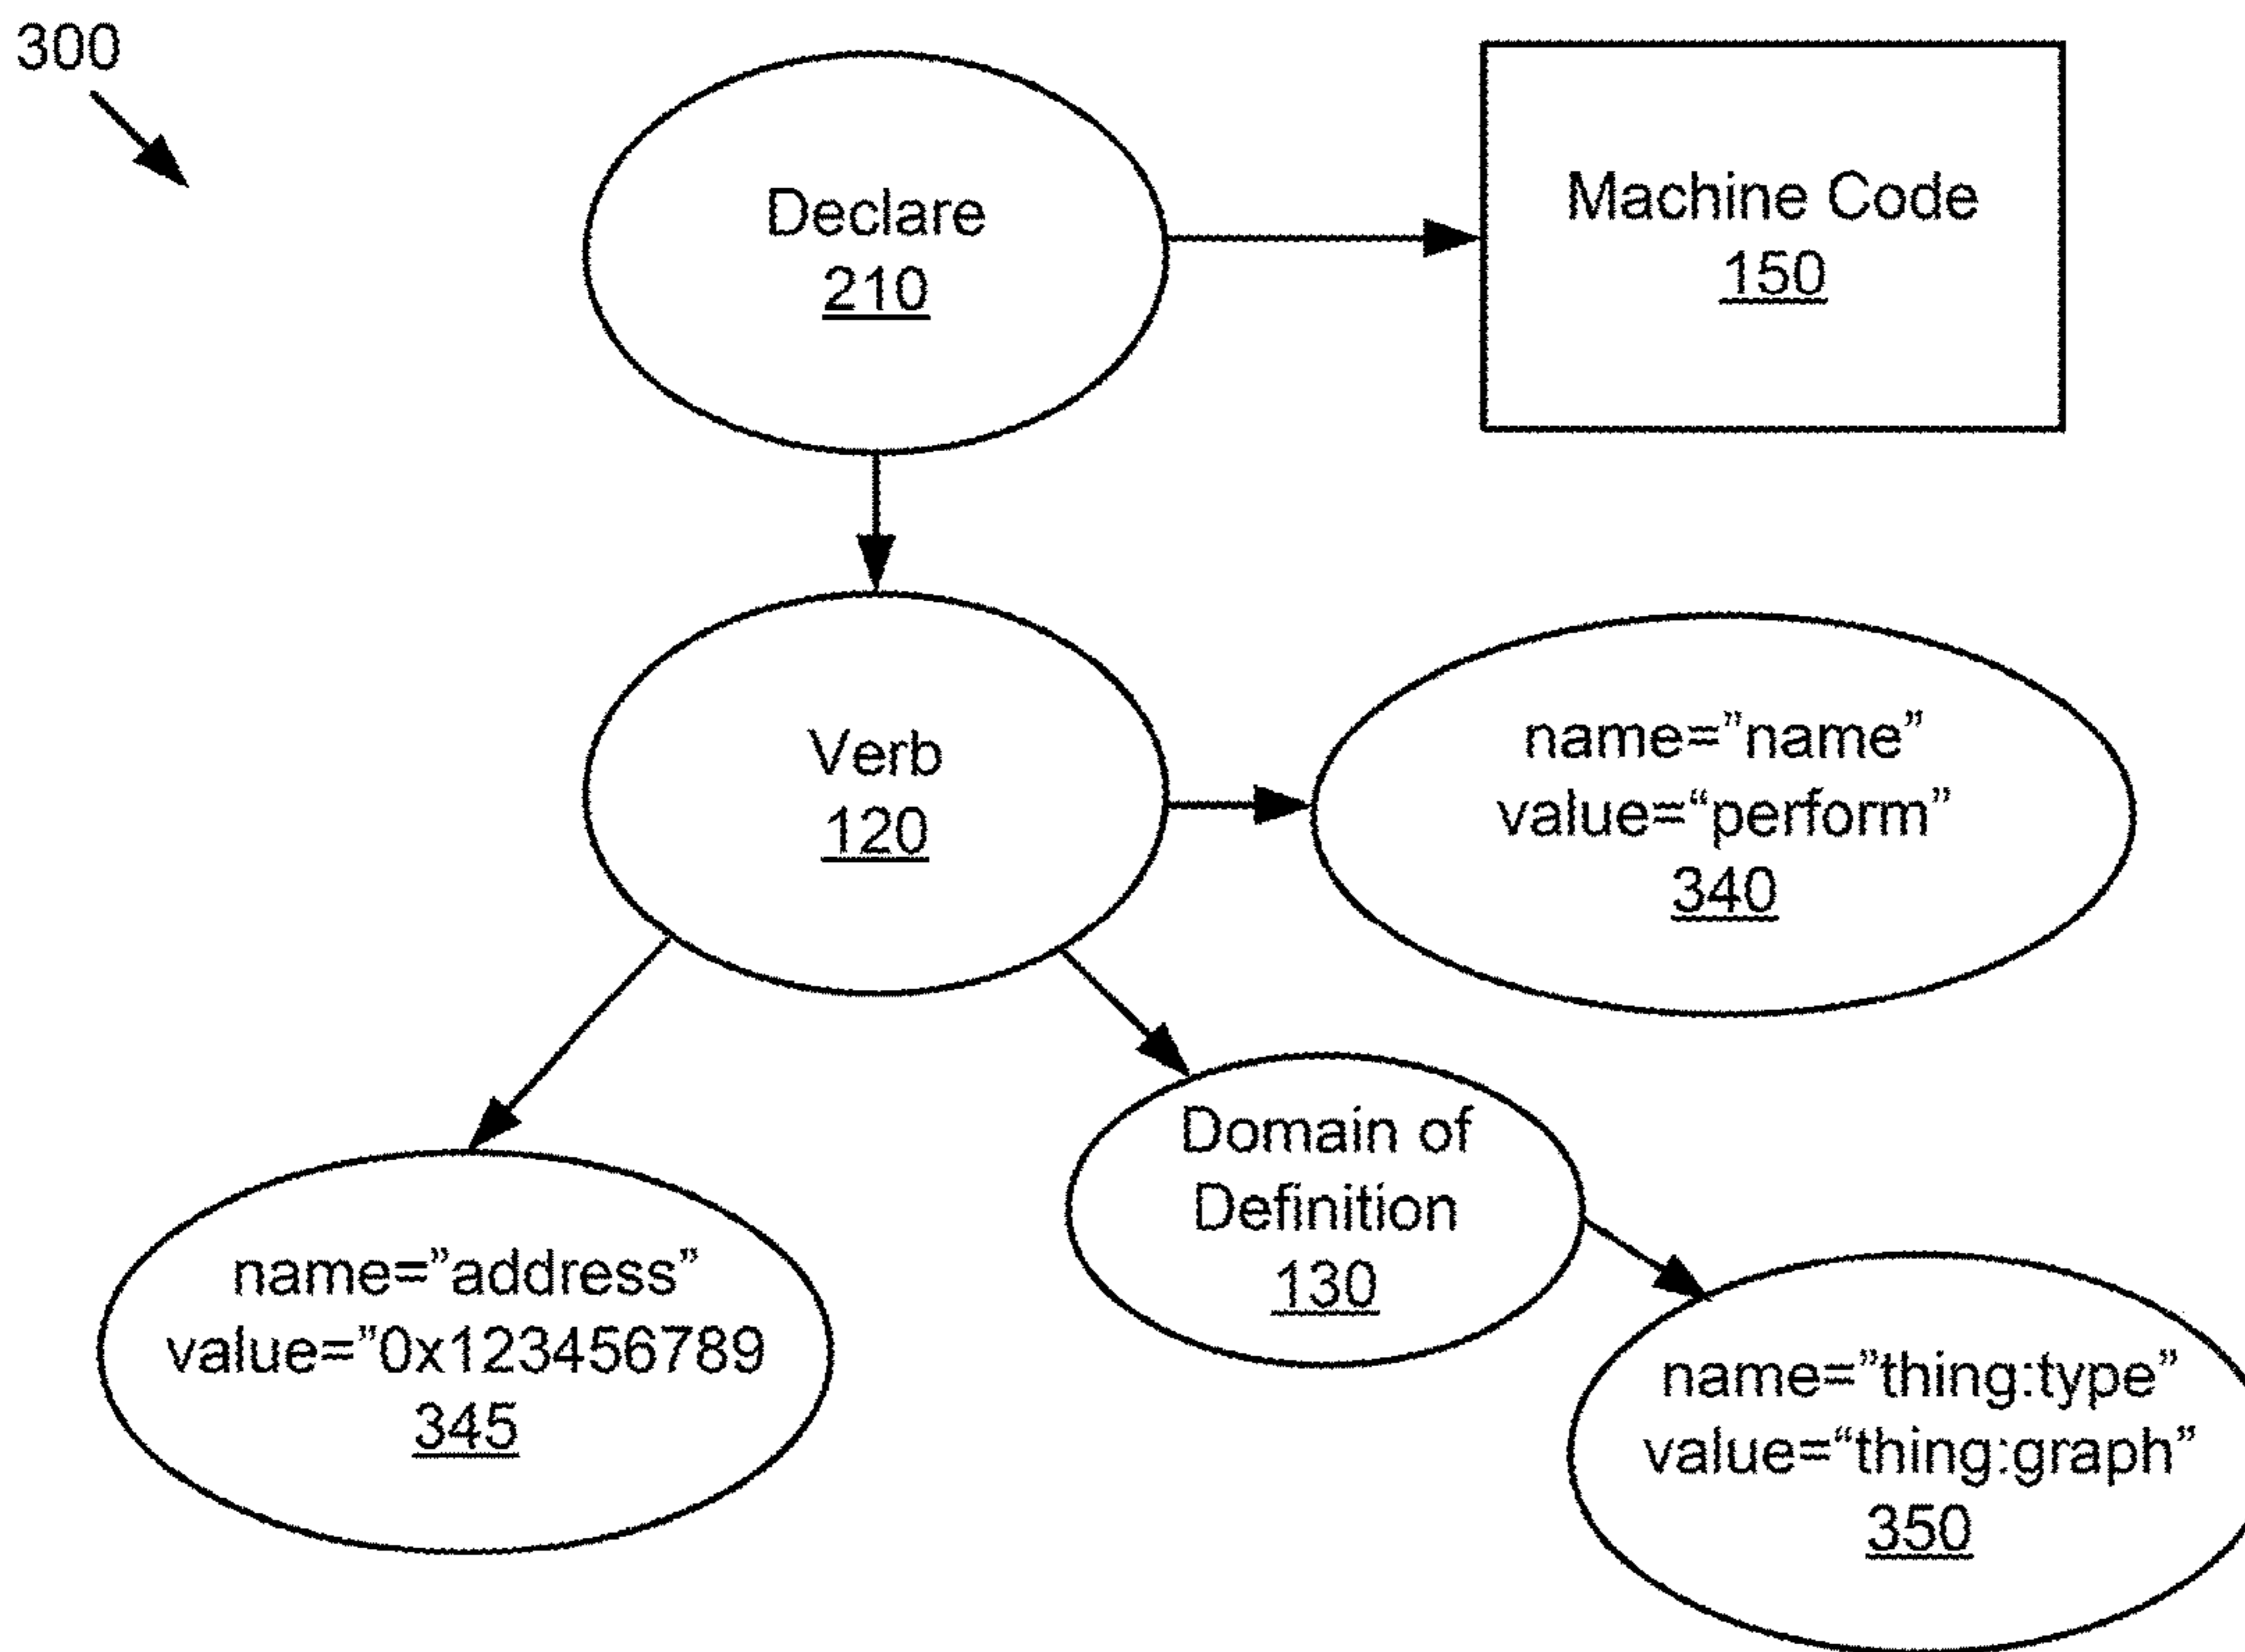 300
Declare
210
Machine Code
150
Verb
120
name=”name”
value=“perform”
340
Domain of
Definition
130
name=”address”
value=”0x123456789
345
name=”thing:type”
value=“thing:graph”
350